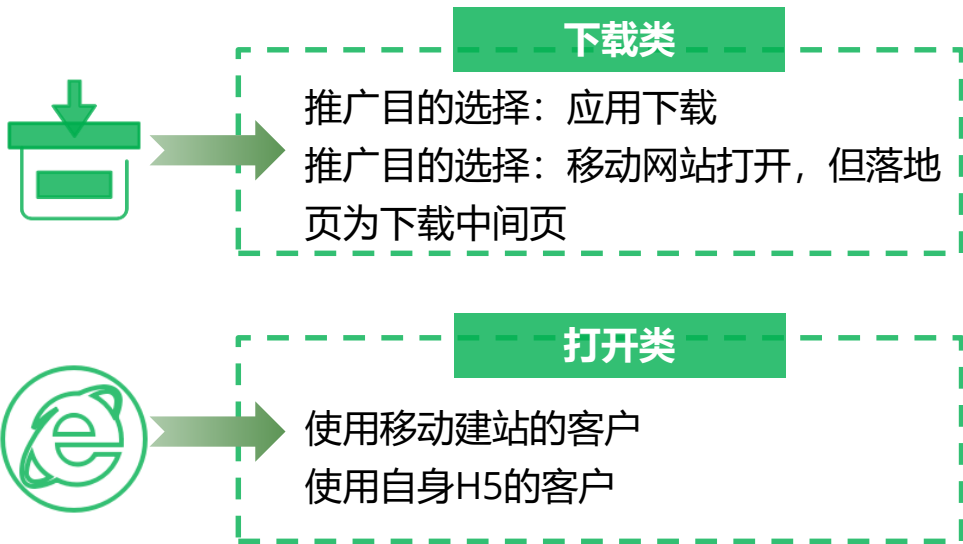 下载类
推广目的选择：应用下载
推广目的选择：移动网站打开，但落地
页为下载中间页
打开类
使用移动建站的客户
使用自身H5的客户